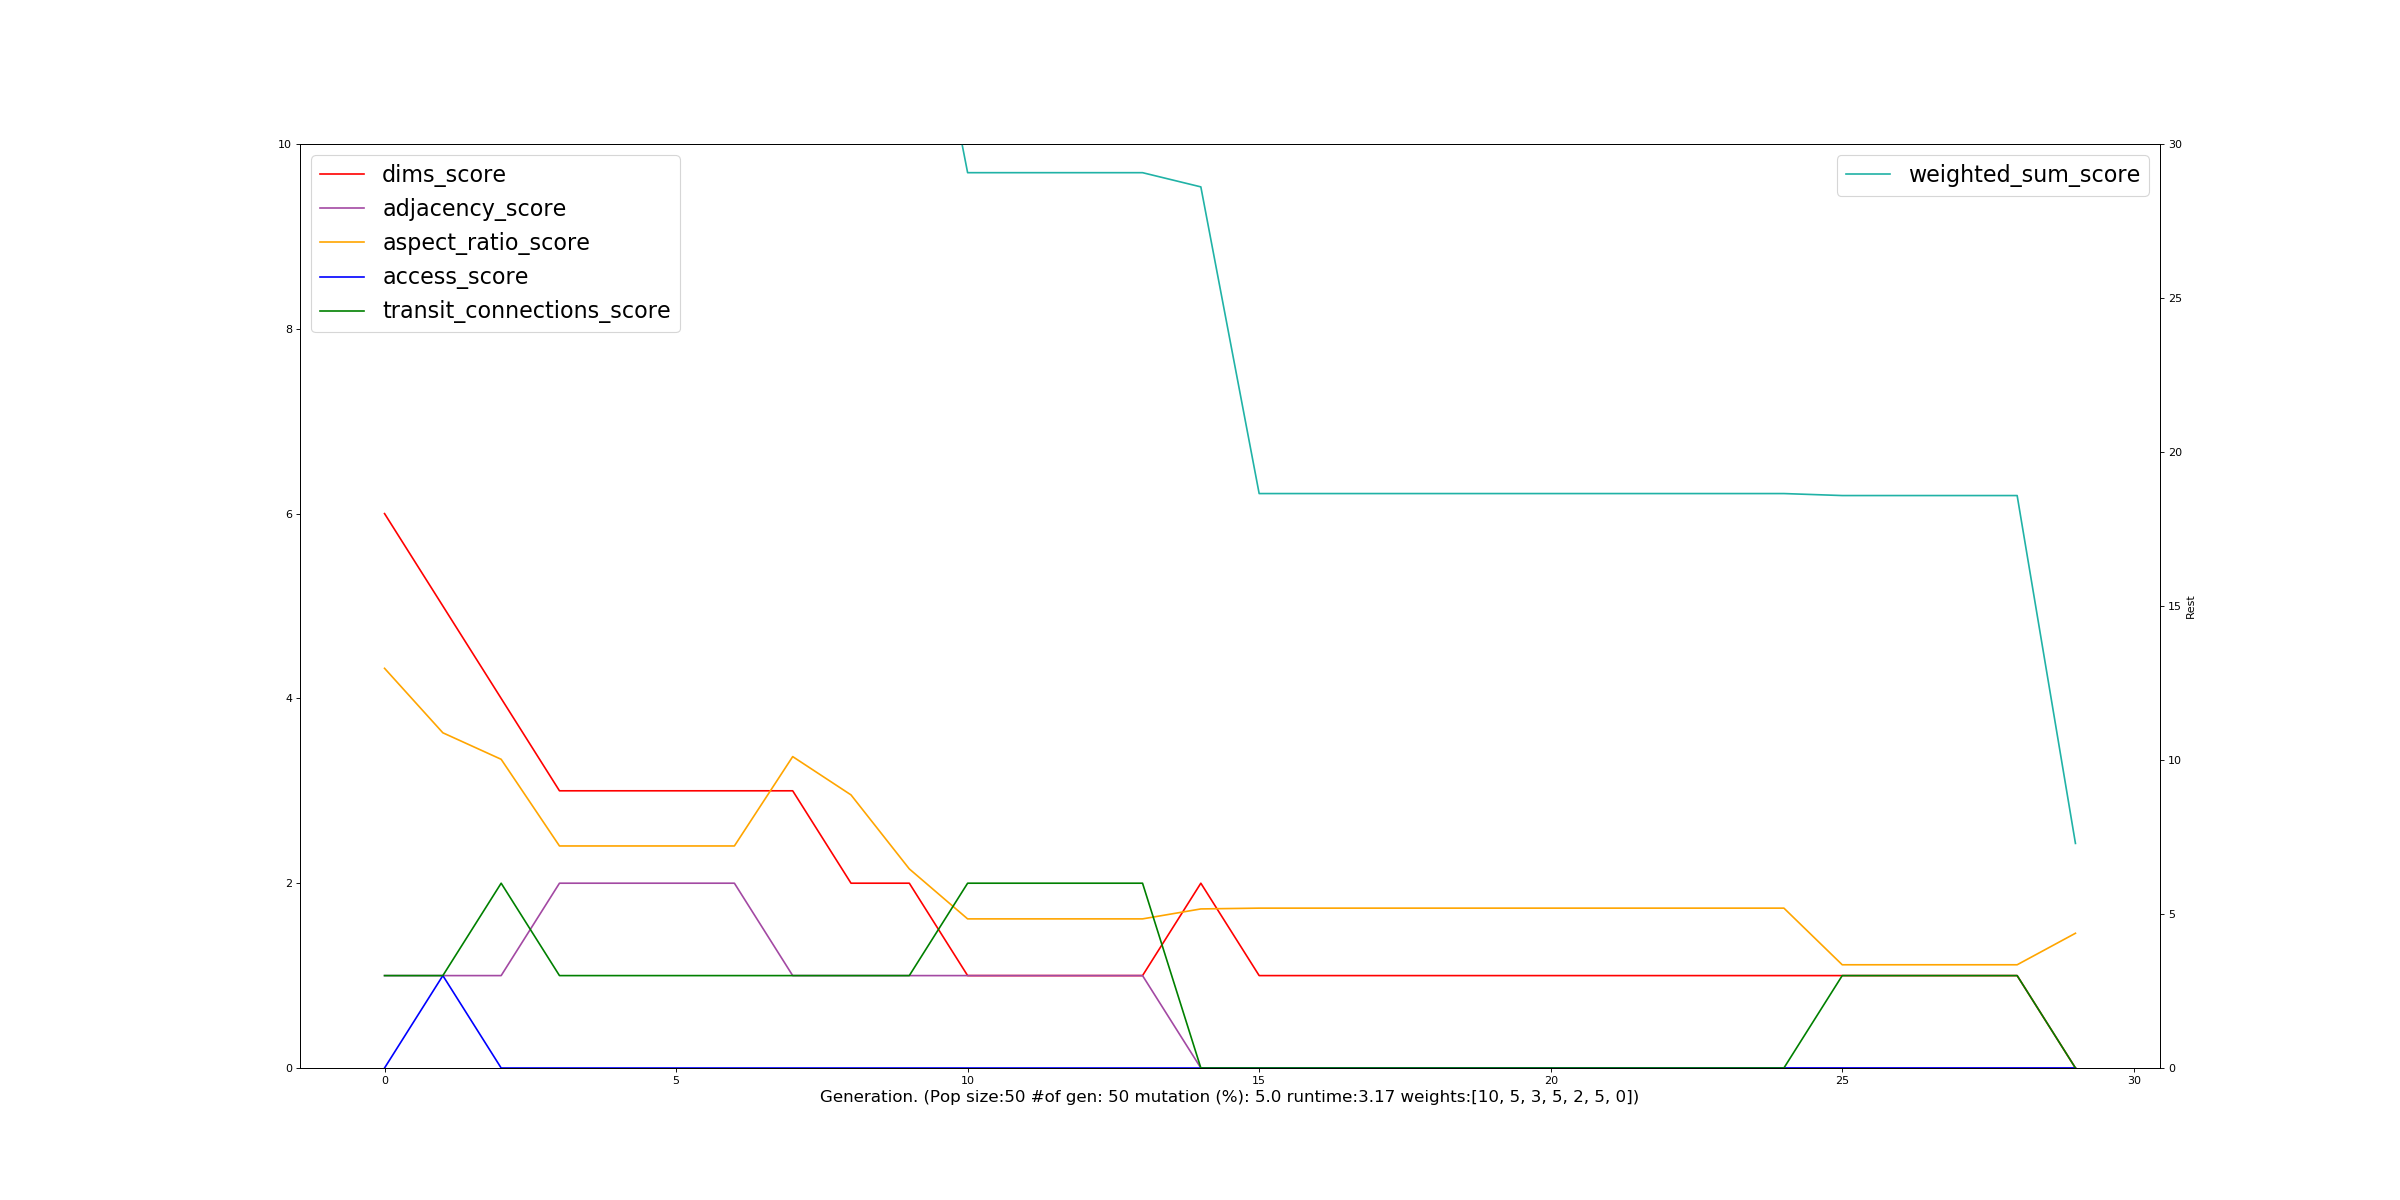 10
8
6
4
2
0
dims_score
adjacency_score
aspect_ratio_score
access_score
transit_connections_score
weighted_sum_score
30
25
20
15
10
5
0
Rest
0 5 10 15 20 25 30
Generation. (Pop size:50 #of gen: 50 mutation (%): 5.0 runtime:3.17 weights:[10, 5, 3, 5, 2, 5, 0])